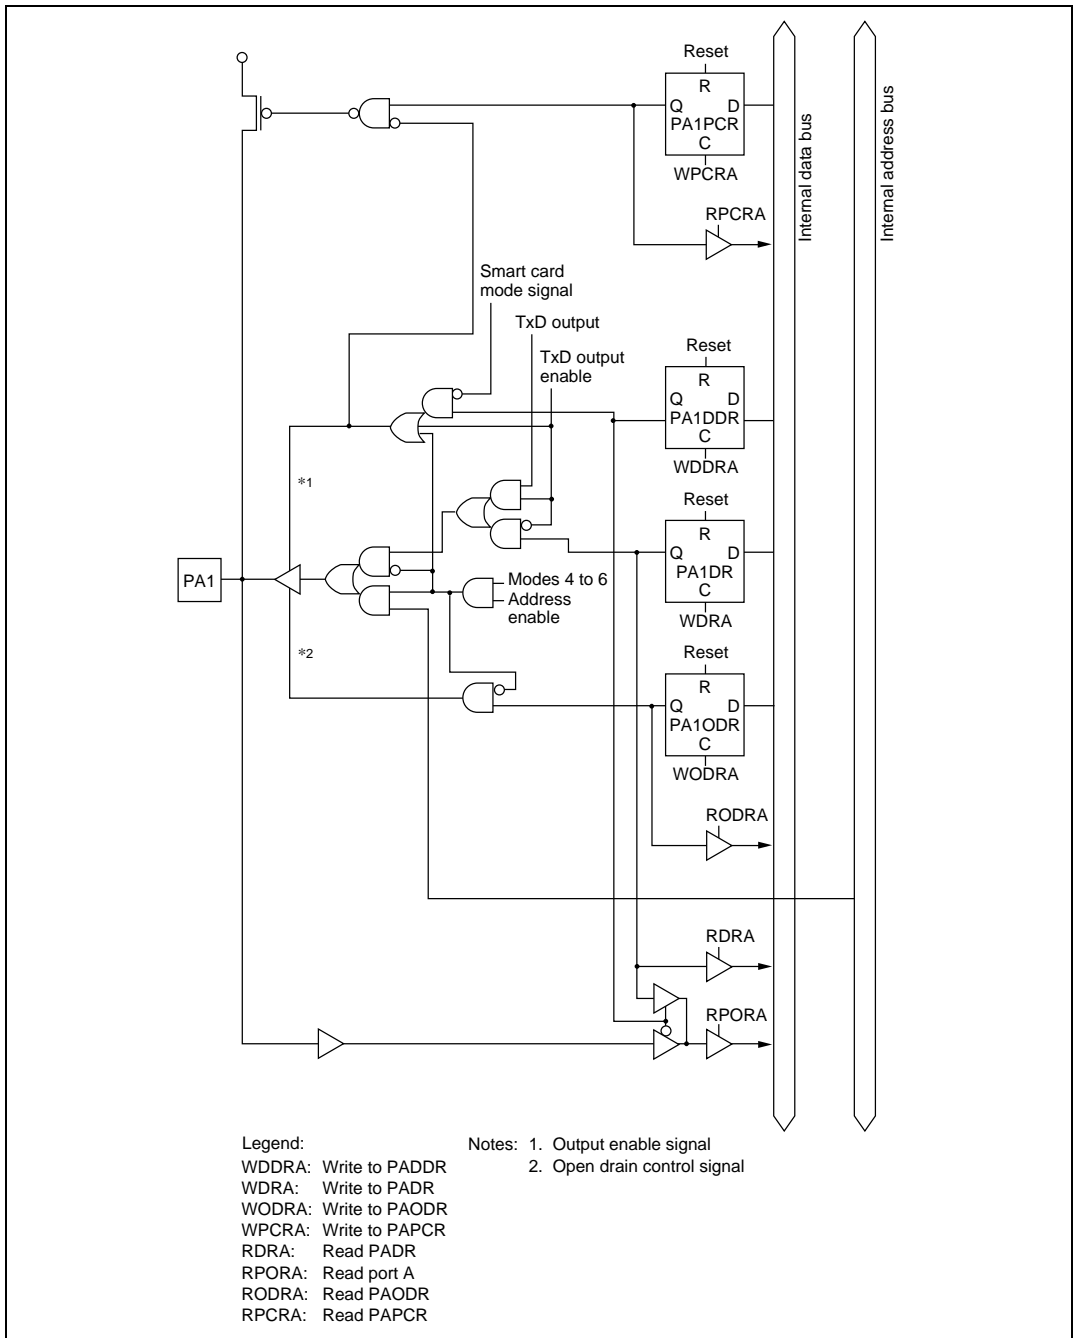 Reset
R
Q D
PA1PCR
C
WPCRA
Internal data bus
Internal address bus
RPCRA
Smart card
mode signal
TxD output
TxD output
enable
Reset
R
Q D
PA1DDR
C
WDDRA
*1
Reset
R
Q D
PA1DR
C
WDRA
PA1
Modes 4 to 6
Address
enable
*2
Reset
R
Q D
PA1ODR
C
WODRA
RODRA
RDRA
RPORA
Legend:
WDDRA: Write to PADDR
WDRA: Write to PADR
WODRA: Write to PAODR
WPCRA: Write to PAPCR
RDRA: Read PADR
RPORA: Read port A
RODRA: Read PAODR
RPCRA: Read PAPCR
Notes: 1. Output enable signal
2. Open drain control signal